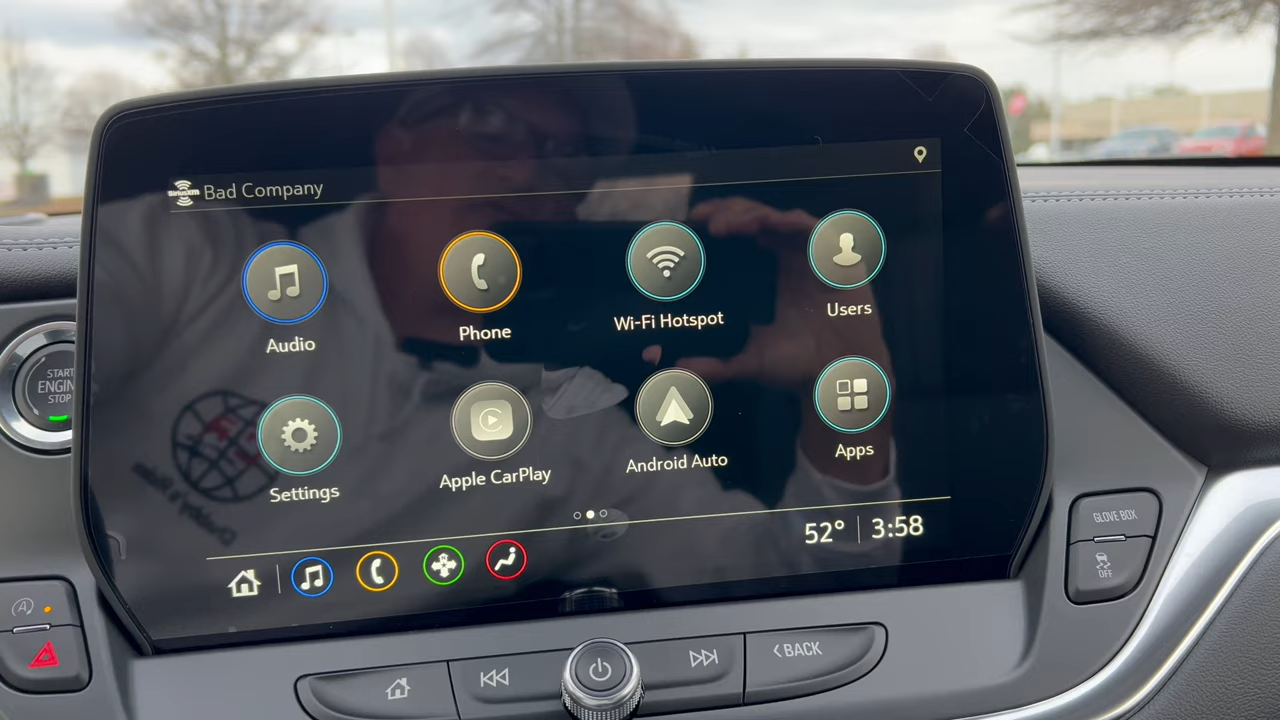 SiriusXM
Bad Company
Audio
Phone
Wi-Fi Hotspot
Users
Settings
Apple CarPlay
Android Auto
Apps
52°
3:58
START
ENGINE
STOP
GLOVE BOX
OFF
A
BACK